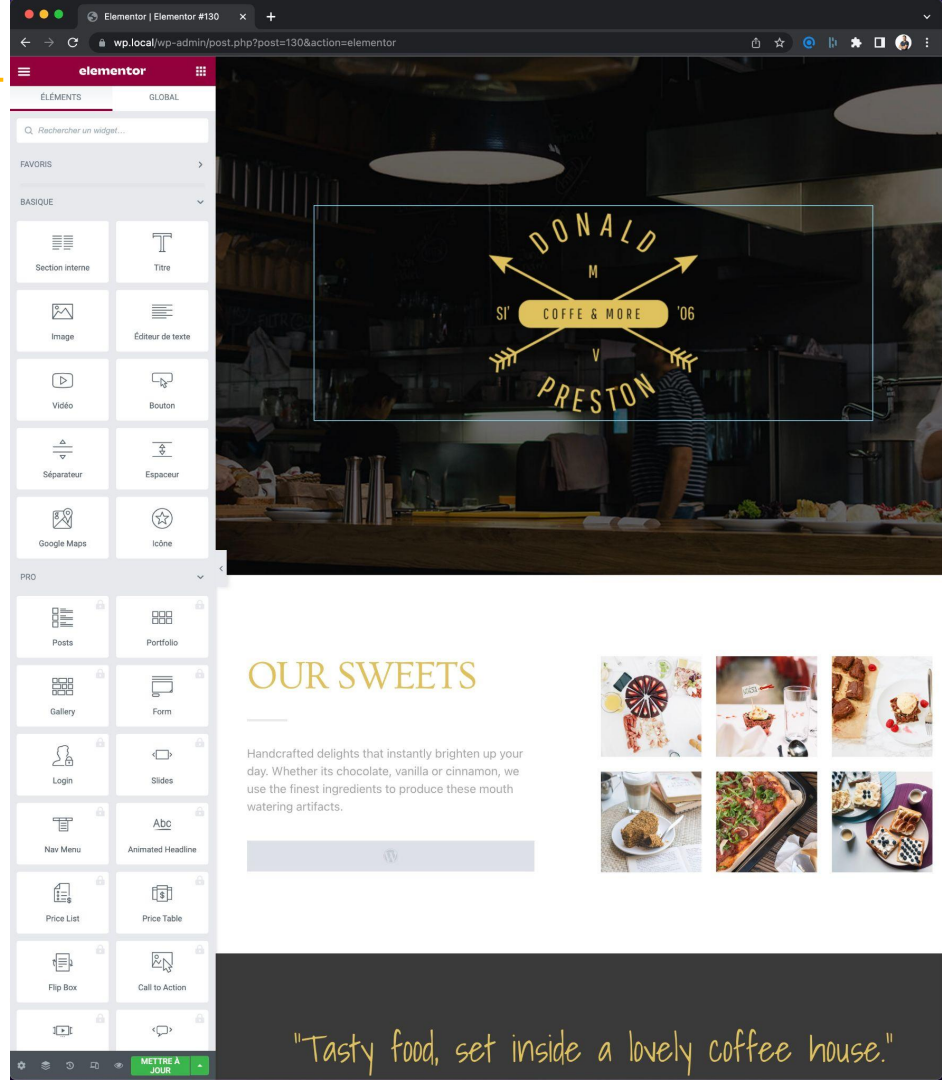 Elementor | Elementor #130
wp.local/wp-admin/post.php?post=130&action=elementor
elementor
ÉLÉMENTS GLOBAL
Rechercher un widget...
FAVORIS
BASIQUE
Section interne Titre
Image Éditeur de texte
Vidéo Bouton
Séparateur Espaceur
Google Maps Icône
PRO
Posts Portfolio
Gallery Form
Login Slides
Nav Menu Abc Animated Headline
Price List Price Table
Flip Box Call to Action
METTRE À
JOUR
DONALD
M
SI' COFFE & MORE '06
V
PRESTON
OUR SWEETS
Handcrafted delights that instantly brighten up your
day. Whether its chocolate, vanilla or cinnamon, we
use the finest ingredients to produce these mouth
watering artifacts.
"Tasty food, set inside a lovely coffee house."